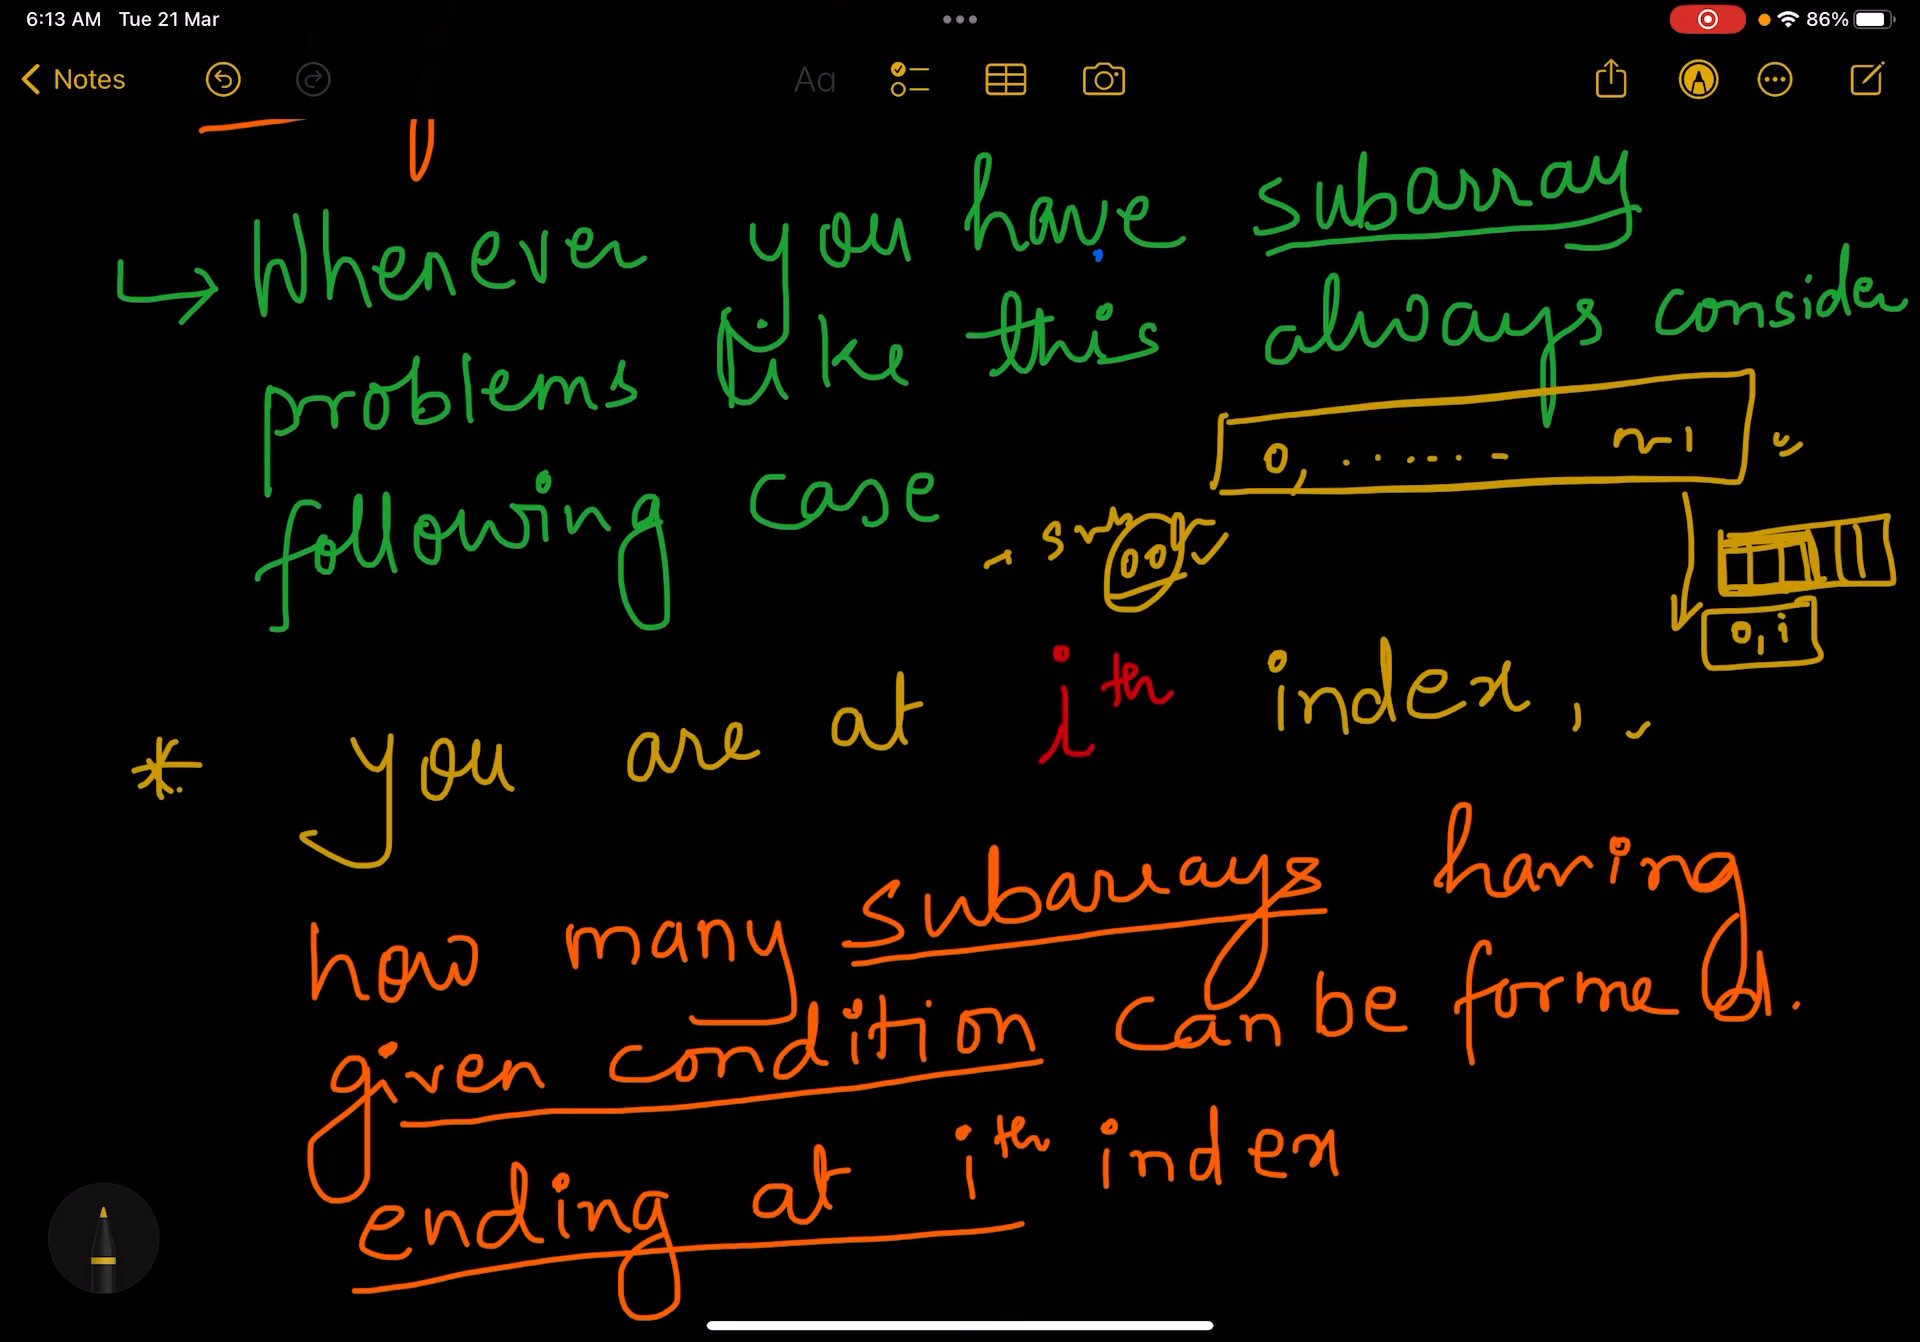 6:13 AM Tue 21 Mar
86%
Notes
Aa
Whenever you have subarray
problems like this always consider
following case
0, ...... n-1
0, i
* you are at ith index,
how many subarrays having
given condition can be formed.
ending at ith index